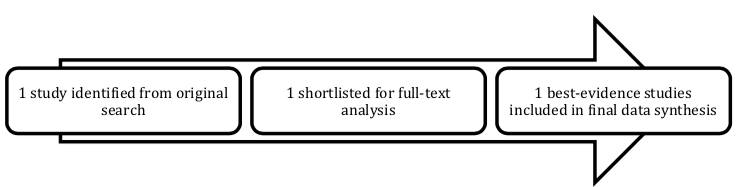 1 study identified from original
search
1 shortlisted for full-text
analysis
1 best-evidence studies
included in final data synthesis